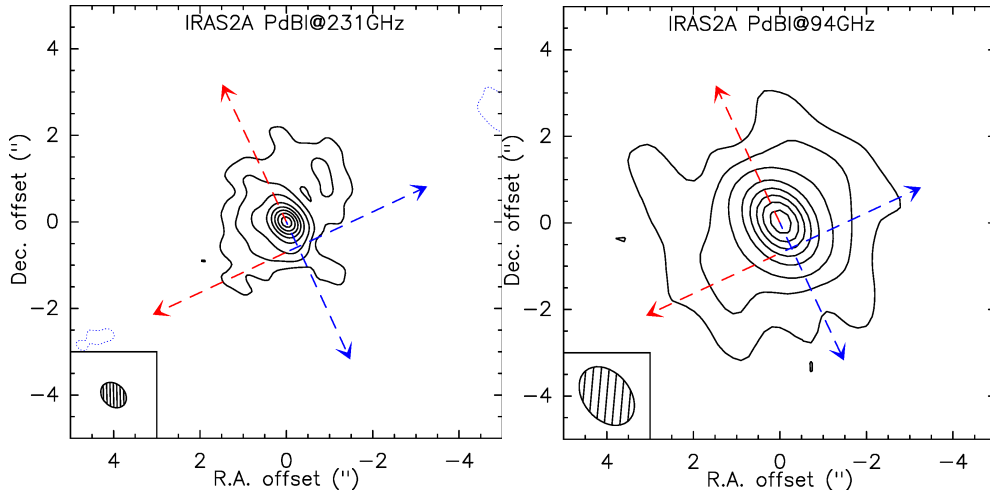 IRAS2A PdBI@231GHz
4
2
0
−2
−4
Dec. offset (")
4 2 0 −2 −4
R.A. offset (")
IRAS2A PdBI@94GHz
4
2
0
−2
−4
Dec. offset (")
4 2 0 −2 −4
R.A. offset (")